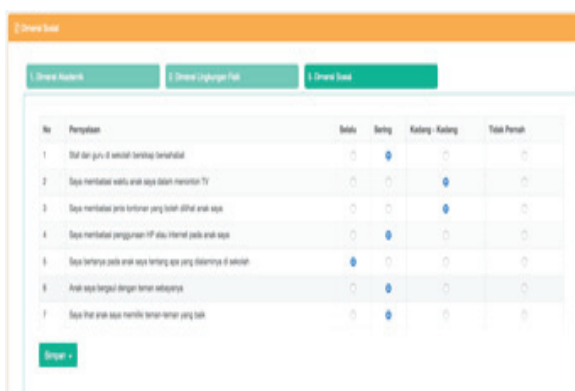 Dimensi Sosial
1. Dimensi Akademik
2. Dimensi Lingkungan Fisik
3. Dimensi Sosial
No Pernyataan Selalu Sering Kadang - Kadang Tidak Pernah
1 Staf dan guru di sekolah bersikap bersahabat
2 Saya membatasi waktu anak saya dalam menonton TV
3 Saya membatasi jenis tontonan yang boleh dilihat anak saya
4 Saya membatasi penggunaan HP atau internet pada anak saya
5 Saya bertanya pada anak saya tentang apa yang dialaminya di sekolah
6 Anak saya bergaul dengan teman sebayanya
7 Saya lihat anak saya memiliki teman-teman yang baik
Simpan